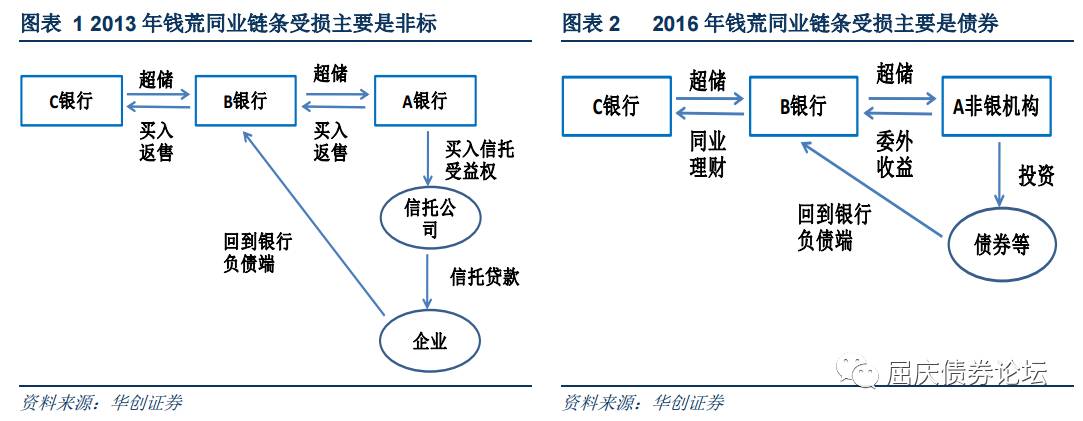 图表 1 2013 年钱荒同业链条受损主要是非标
C银行
超储
买入
返售
B银行
超储
买入
返售
A银行
买入信托
受益权
信托公
司
回到银行
负债端
信托贷款
企业
资料来源：华创证券
图表 2 2016 年钱荒同业链条受损主要是债券
C银行
超储
同业
理财
B银行
超储
委外
收益
A非银机构
投资
回到银行
负债端
债券等
屈庆债券论坛
资料来源：华创证券